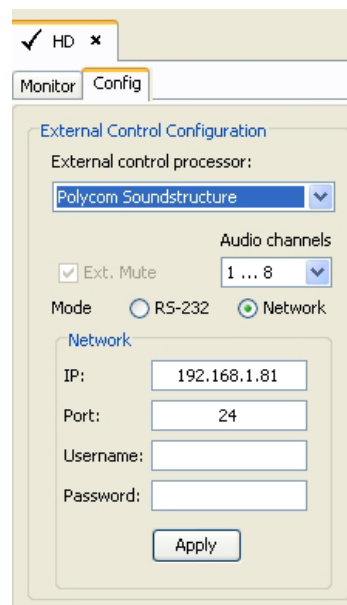 HD
Monitor Config
External Control Configuration
External control processor:
Polycom Soundstructure
Audio channels
Ext. Mute 1 ... 8
Mode RS-232 Network
Network
IP: 192.168.1.81
Port: 24
Username:
Password:
Apply